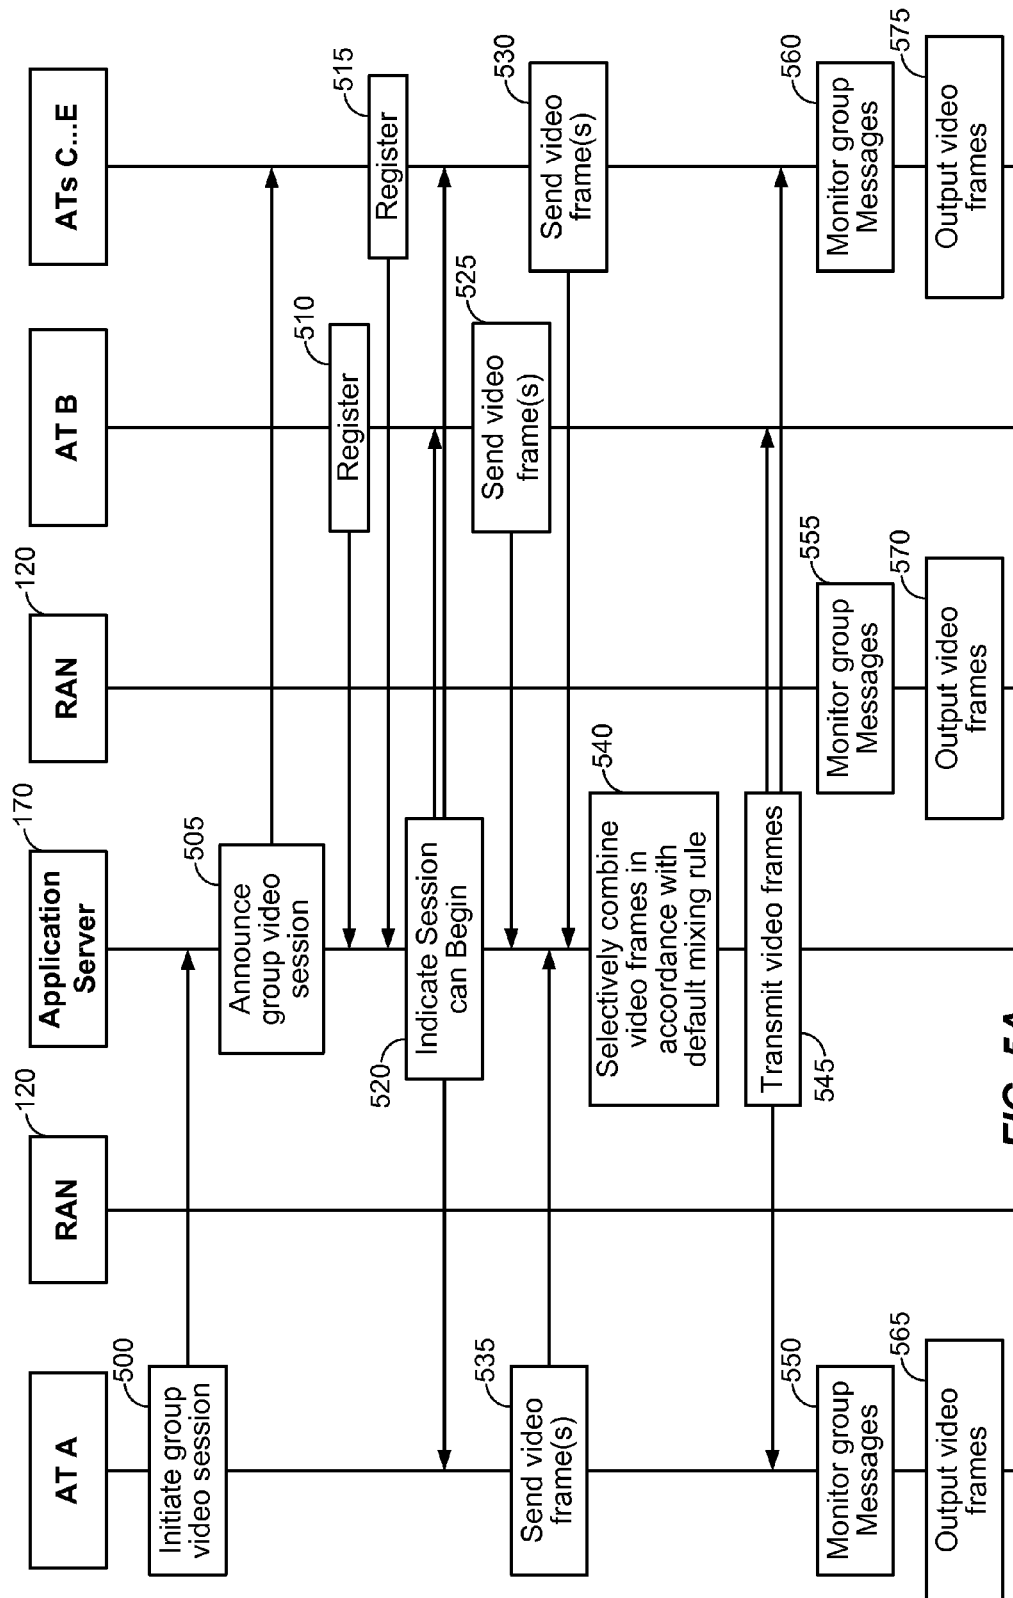 AT A
RAN
120
Application
Server
170
RAN
120
AT B
ATs C...E
500
Initiate group
video session
505
Announce
group video
session
510
Register
515
Register
520
Indicate Session
can Begin
525
Send video
frame(s)
530
Send video
frame(s)
535
Send video
frame(s)
540
Selectively combine
video frames in
accordance with
default mixing rule
Transmit video frames
545
550
Monitor group
Messages
555
Monitor group
Messages
560
Monitor group
Messages
565
Output video
frames
570
Output video
frames
575
Output video
frames
FIG. 5A